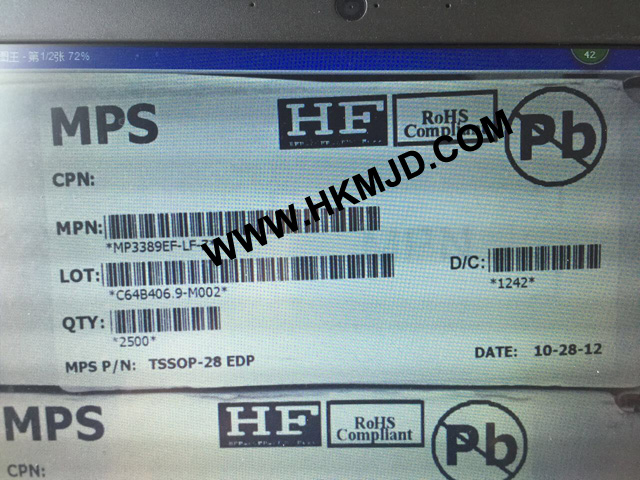 图王 - 第1/2张 72%
42
MPS
HF
RoHS
Compliant
Pb
CPN:
MPN:
*MP3389EF-LF-
LOT:
*C64B406.9-M002*
D/C:
*1242*
QTY:
*2500*
MPS P/N: TSSOP-28 EDP
DATE: 10-28-12
WWW.HKMJD.COM
MPS
HF
RoHS
Compliant
Pb
CPN: